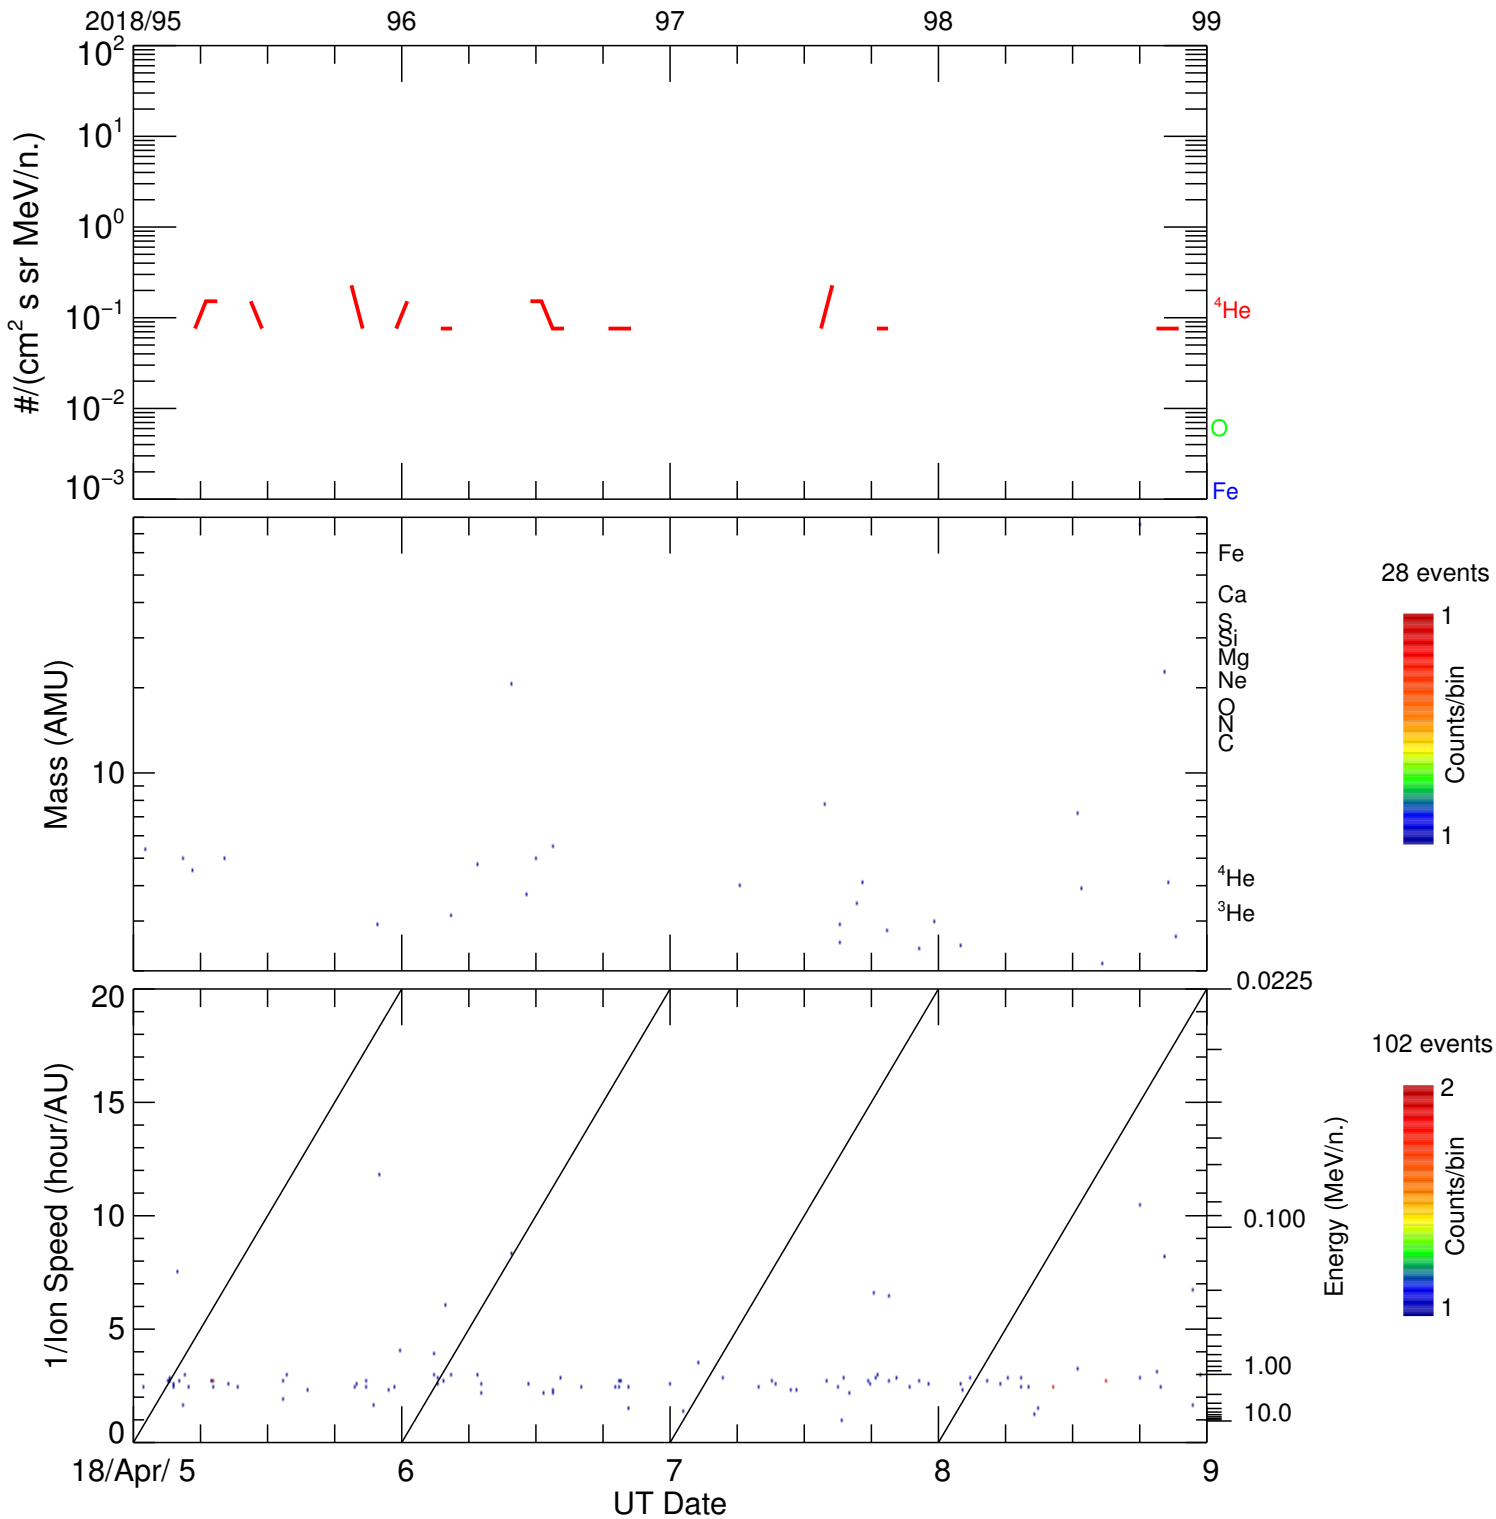 2018/95 96 97 98 99
10² 10¹ 10⁰ 10⁻¹ 10⁻² 10⁻³
#/(cm² s sr MeV/n.)
⁴He
O
Fe
Mass (AMU)
10
Fe
Ca
S
Si
Mg
Ne
O
N
C
⁴He
³He
28 events
1
Counts/bin
1
1/Ion Speed (hour/AU)
20
15
10
5
0
0.0225
0.100
1.00
10.0
Energy (MeV/n.)
102 events
2
Counts/bin
1
18/Apr/ 5 6 7 8 9
UT Date